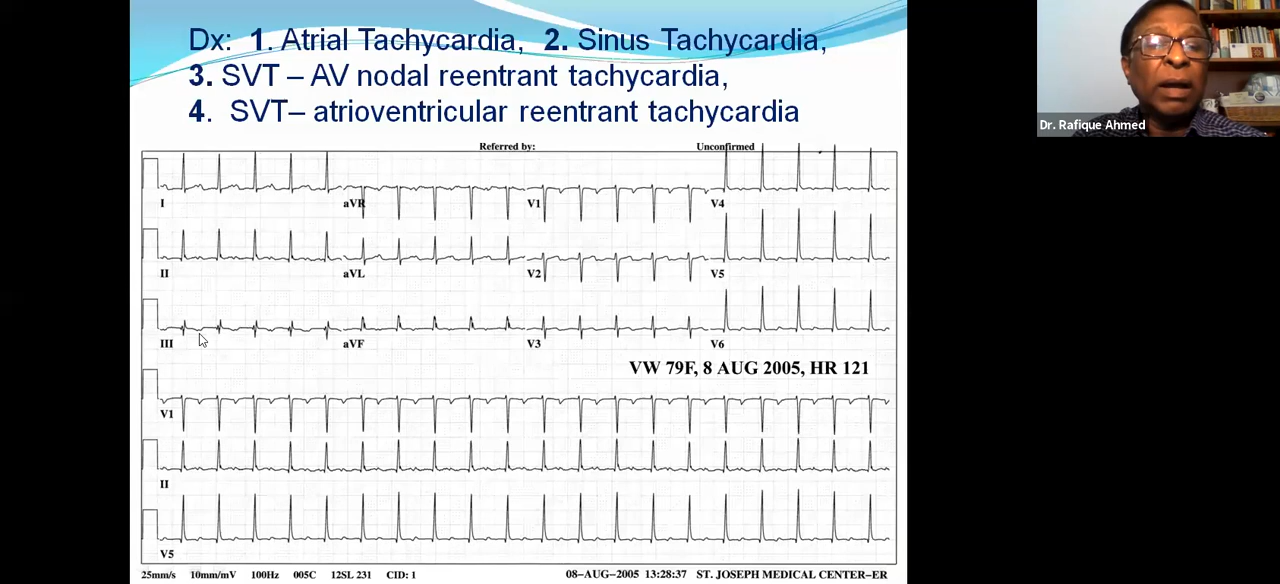 Dx: 1. Atrial Tachycardia, 2. Sinus Tachycardia,
3. SVT – AV nodal reentrant tachycardia,
4. SVT– atrioventricular reentrant tachycardia
Dr. Rafique Ahmed
Referred by: Unconfirmed
I aVR V1 V4
II aVL V2 V5
III aVF V3 V6
VW 79F, 8 AUG 2005, HR 121
V1
II
V5
25mm/s 10mm/mV 100Hz 005C 12SL 231 CID: 1 08–AUG–2005 13:28:37 ST. JOSEPH MEDICAL CENTER–ER